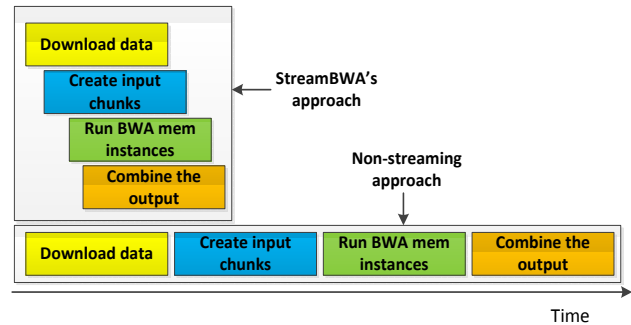 Download data
Create input
chunks
Run BWA mem
instances
Combine the
output
StreamBWA's
approach
Non-streaming
approach
Download data
Create input
chunks
Run BWA mem
instances
Combine the
output
Time